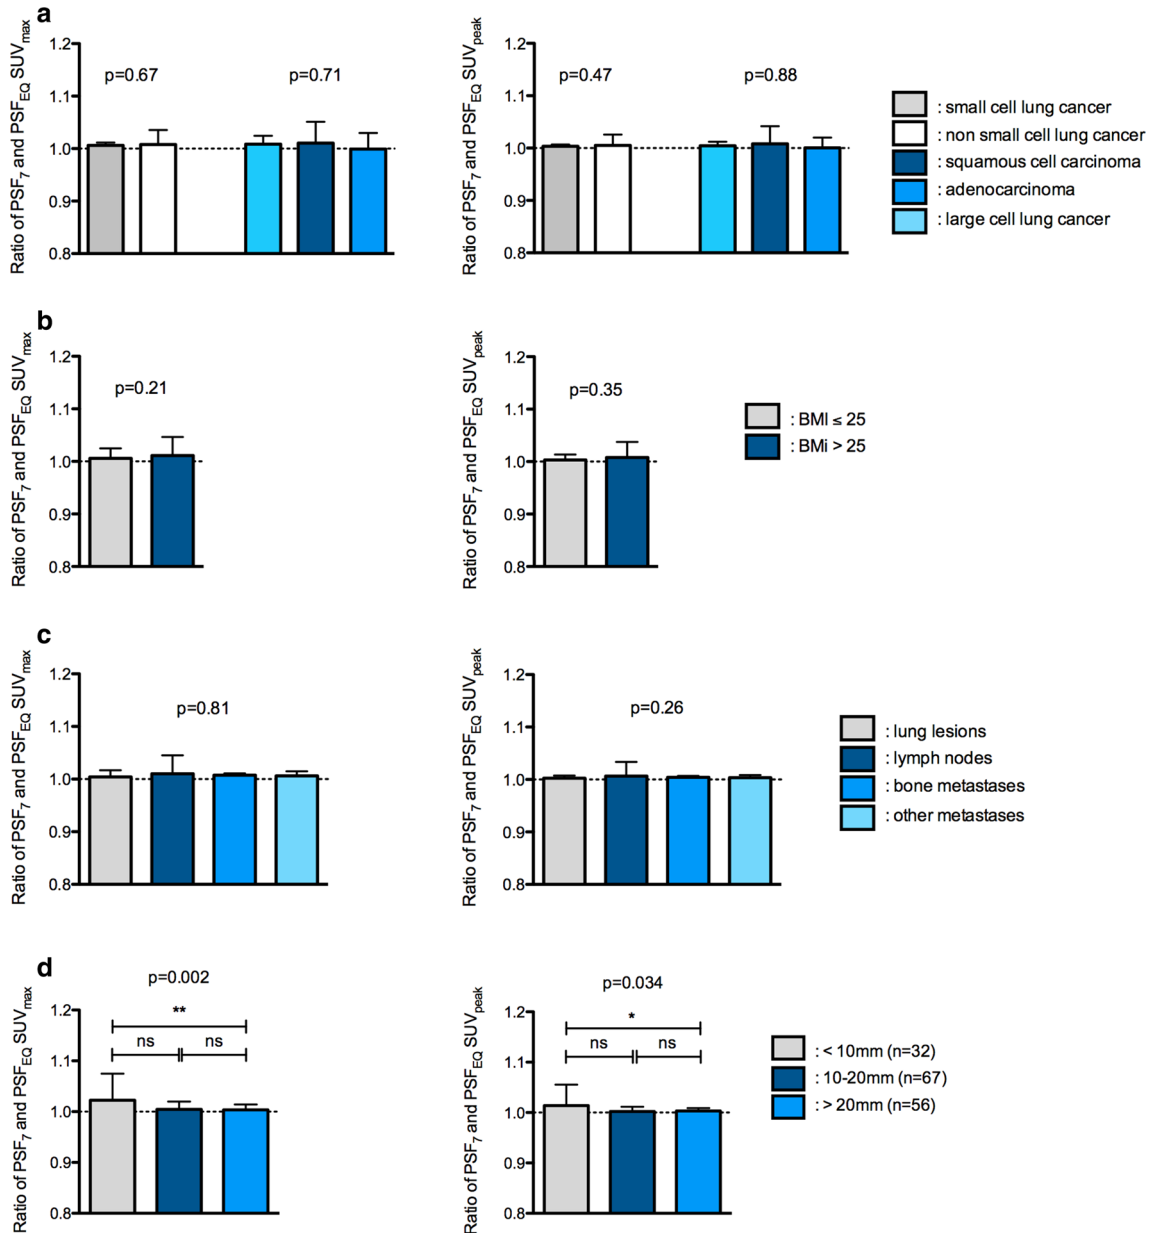 a
Ratio of PSF7 and PSFEQ SUVmax
1.2
1.1
1.0
0.9
0.8
p=0.67
p=0.71
Ratio of PSF7 and PSFEQ SUVpeak
1.2
1.1
1.0
0.9
0.8
p=0.47
p=0.88
: small cell lung cancer
: non small cell lung cancer
: squamous cell carcinoma
: adenocarcinoma
: large cell lung cancer
b
Ratio of PSF7 and PSFEQ SUVmax
1.2
1.1
1.0
0.9
0.8
p=0.21
Ratio of PSF7 and PSFEQ SUVpeak
1.2
1.1
1.0
0.9
0.8
p=0.35
: BMI ≤ 25
: BMi > 25
c
Ratio of PSF7 and PSFEQ SUVmax
1.2
1.1
1.0
0.9
0.8
p=0.81
Ratio of PSF7 and PSFEQ SUVpeak
1.2
1.1
1.0
0.9
0.8
p=0.26
: lung lesions
: lymph nodes
: bone metastases
: other metastases
d
Ratio of PSF7 and PSFEQ SUVmax
1.2
1.1
1.0
0.9
0.8
p=0.002
**
ns
ns
Ratio of PSF7 and PSFEQ SUVpeak
1.2
1.1
1.0
0.9
0.8
p=0.034
*
ns
ns
: < 10mm (n=32)
: 10-20mm (n=67)
: > 20mm (n=56)